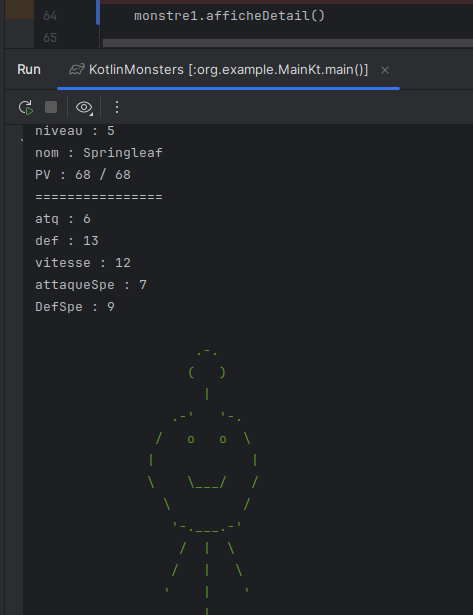 64 monstre1.afficheDetail()
65
Run KotlinMonsters [:org.example.MainKt.main()] ×
niveau : 5
nom : Springleaf
PV : 68 / 68
================
atq : 6
def : 13
vitesse : 12
attaqueSpe : 7
DefSpe : 9
                    .-.
                   (   )
                     |
                 .-'   '-.
               /   o   o  \
              |            |
              \    \___/   /
                \         /
                 '-.___.-'
                  /  |  \
                 /   |   \
                '    |    '
                     |